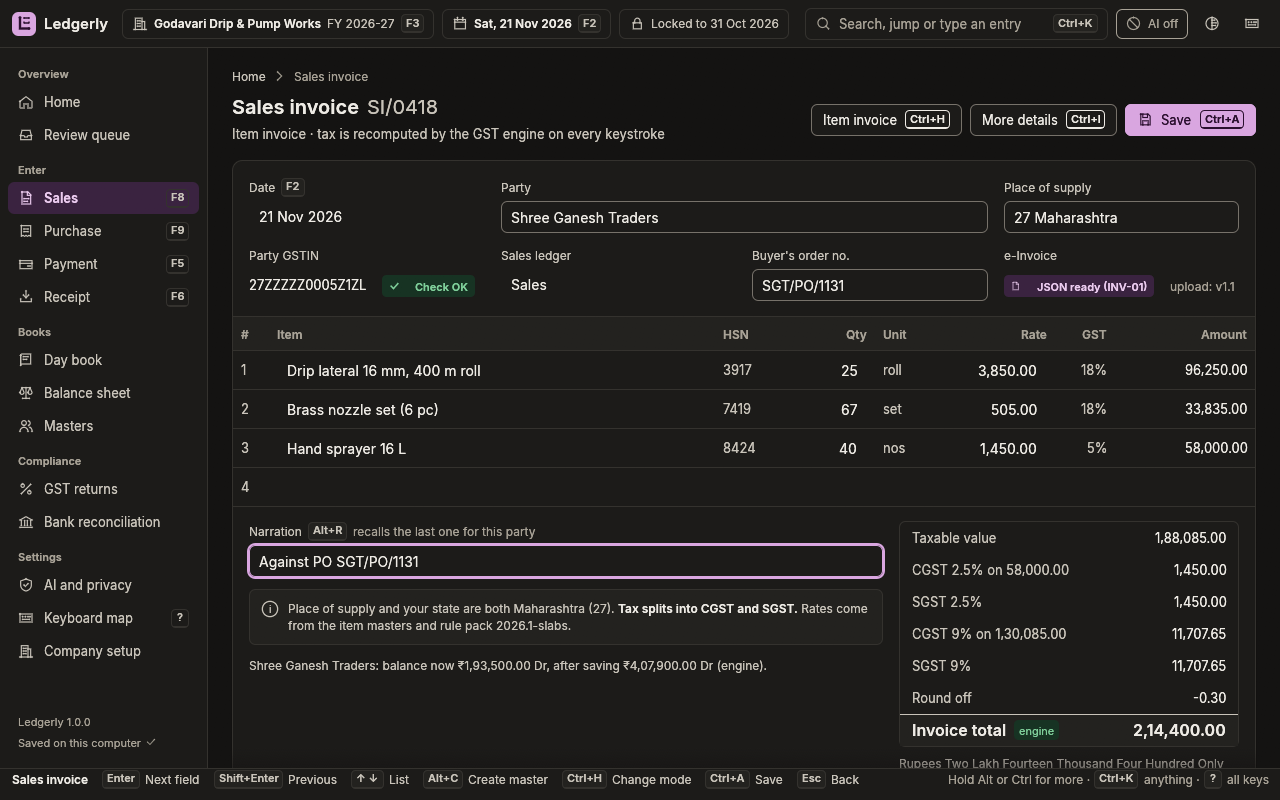 Ledgerly
Godavari Drip & Pump Works FY 2026-27 F3
Sat, 21 Nov 2026 F2
Locked to 31 Oct 2026
Search, jump or type an entry Ctrl+K
AI off
Overview
Home
Review queue
Enter
Sales F8
Purchase F9
Payment F5
Receipt F6
Books
Day book
Balance sheet
Masters
Compliance
GST returns
Bank reconciliation
Settings
AI and privacy
Keyboard map ?
Company setup
Ledgerly 1.0.0
Saved on this computer
Home Sales invoice
Sales invoice SI/0418
Item invoice · tax is recomputed by the GST engine on every keystroke
Item invoice Ctrl+H
More details Ctrl+I
Save Ctrl+A
Date F2 Party Place of supply
21 Nov 2026 Shree Ganesh Traders 27 Maharashtra
Party GSTIN Sales ledger Buyer's order no. e-Invoice
27ZZZZZ0005Z1ZL Check OK Sales SGT/PO/1131 JSON ready (INV-01) upload: v1.1
# Item HSN Qty Unit Rate GST Amount
1 Drip lateral 16 mm, 400 m roll 3917 25 roll 3,850.00 18% 96,250.00
2 Brass nozzle set (6 pc) 7419 67 set 505.00 18% 33,835.00
3 Hand sprayer 16 L 8424 40 nos 1,450.00 5% 58,000.00
4
Narration Alt+R recalls the last one for this party
Against PO SGT/PO/1131
Place of supply and your state are both Maharashtra (27). Tax splits into CGST and SGST. Rates come
from the item masters and rule pack 2026.1-slabs.
Shree Ganesh Traders: balance now ₹1,93,500.00 Dr, after saving ₹4,07,900.00 Dr (engine).
Taxable value 1,88,085.00
CGST 2.5% on 58,000.00 1,450.00
SGST 2.5% 1,450.00
CGST 9% on 1,30,085.00 11,707.65
SGST 9% 11,707.65
Round off -0.30
Invoice total engine 2,14,400.00
Rupees Two Lakh Fourteen Thousand Four Hundred Only
Sales invoice Enter Next field Shift+Enter Previous ↑ ↓ List Alt+C Create master Ctrl+H Change mode Ctrl+A Save Esc Back Hold Alt or Ctrl for more · Ctrl+K anything · ? all keys